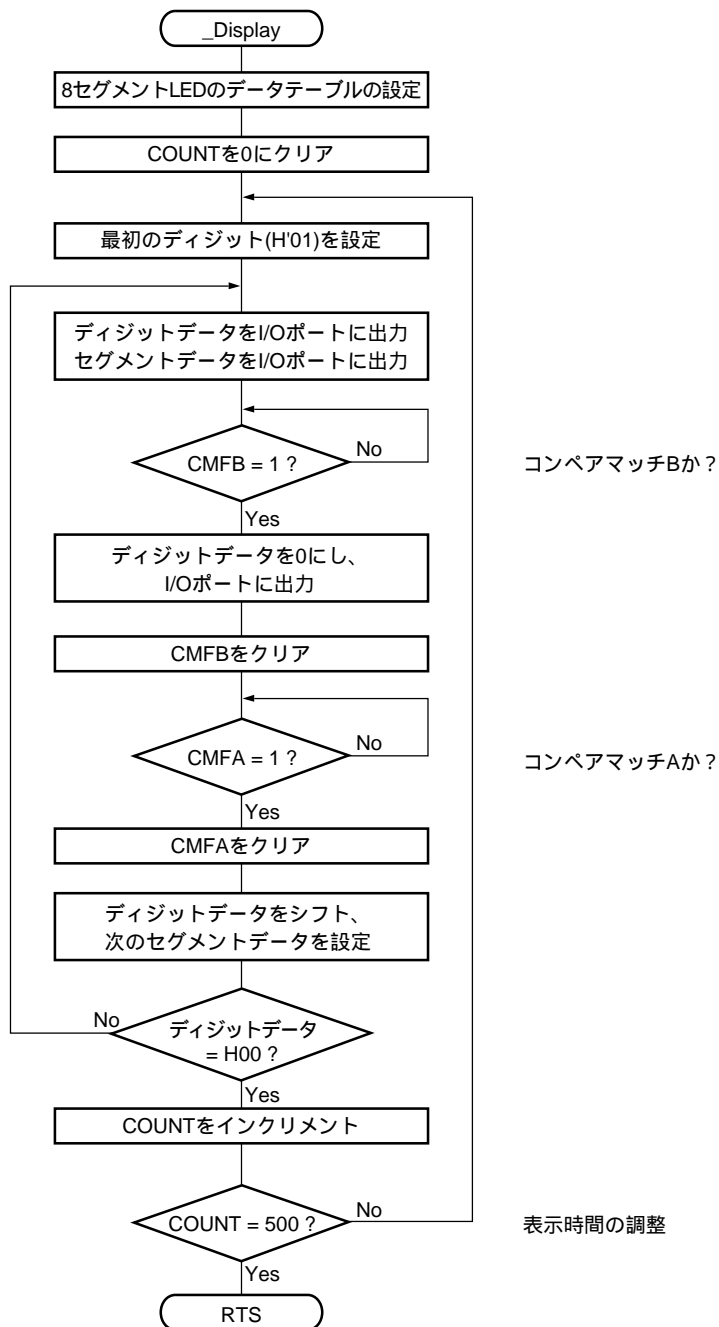 _Display
8セグメントLEDのデータテーブルの設定
COUNTを0にクリア
最初のディジット(H'01)を設定
ディジットデータをI/Oポートに出力
セグメントデータをI/Oポートに出力
CMFB = 1 ?
No
コンペアマッチBか?
Yes
ディジットデータを0にし、
I/Oポートに出力
CMFBをクリア
CMFA = 1 ?
No
コンペアマッチAか?
Yes
CMFAをクリア
ディジットデータをシフト、
次のセグメントデータを設定
No
ディジットデータ
= H00 ?
Yes
COUNTをインクリメント
COUNT = 500 ?
No
表示時間の調整
Yes
RTS